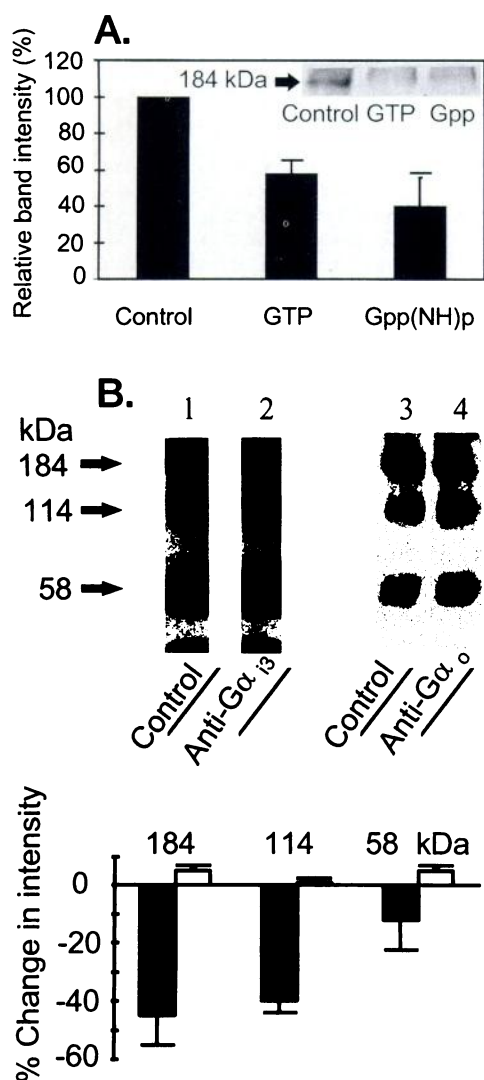 A.
Relative band intensity (%)
120
100
80
60
40
20
0
184 kDa
Control GTP Gpp
Control GTP Gpp(NH)p
B.
1 2 3 4
kDa
184
114
58
Control
Anti-Gα i3
Control
Anti-Gα o
% Change in intensity
184 114 58 kDa
0
-20
-40
-60